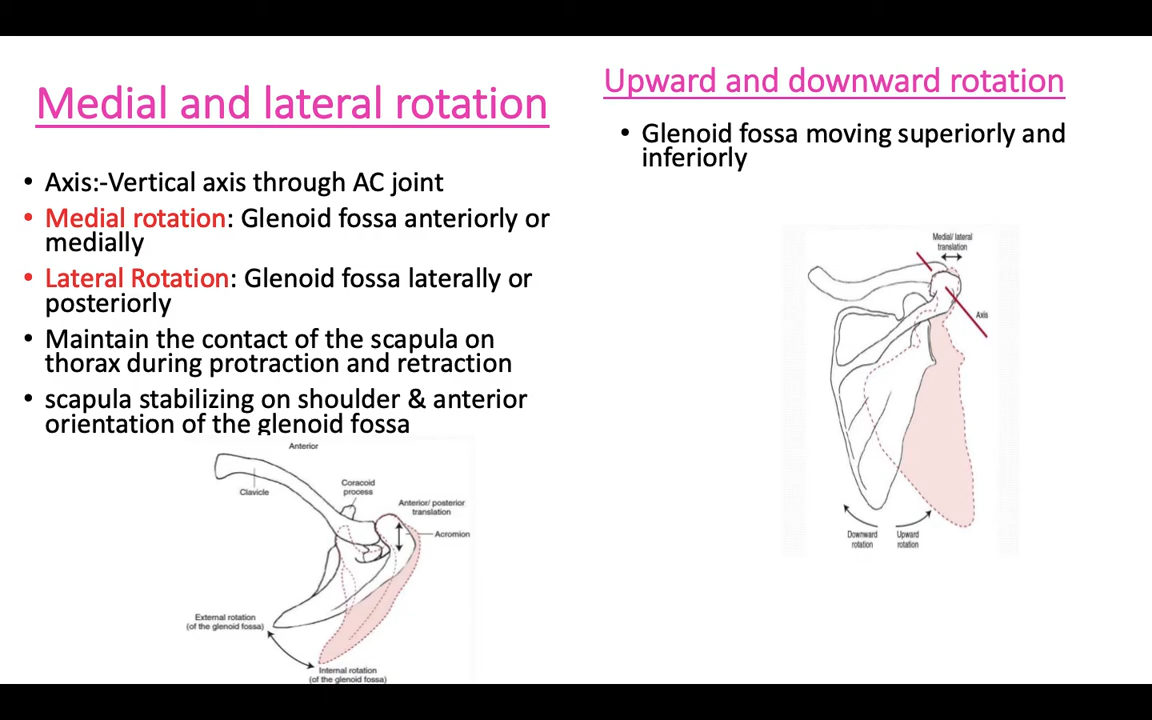 Medial and lateral rotation
• Axis:-Vertical axis through AC joint
• Medial rotation: Glenoid fossa anteriorly or
medially
• Lateral Rotation: Glenoid fossa laterally or
posteriorly
• Maintain the contact of the scapula on
thorax during protraction and retraction
• scapula stabilizing on shoulder & anterior
orientation of the glenoid fossa
Anterior
Clavicle
Coracoid
process
Anterior/ posterior
translation
Acromion
External rotation
(of the glenoid fossa)
Internal rotation
(of the glenoid fossa)
Upward and downward rotation
• Glenoid fossa moving superiorly and
inferiorly
Medial/ lateral
translation
Axis
Downward
rotation
Upward
rotation